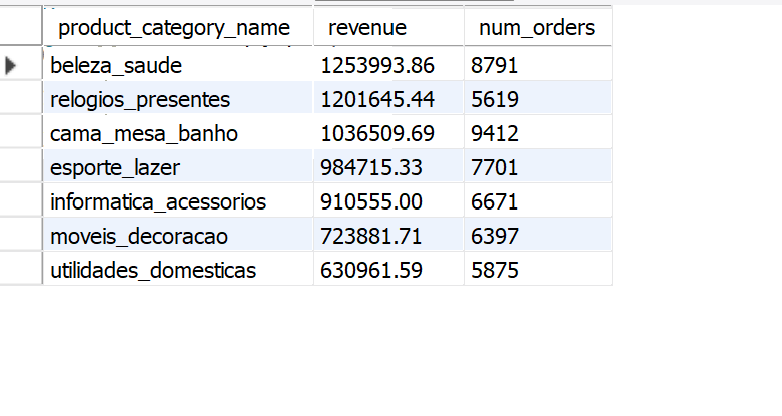 product_category_name revenue num_orders
beleza_saude 1253993.86 8791
relogios_presentes 1201645.44 5619
cama_mesa_banho 1036509.69 9412
esporte_lazer 984715.33 7701
informatica_acessorios 910555.00 6671
moveis_decoracao 723881.71 6397
utilidades_domesticas 630961.59 5875